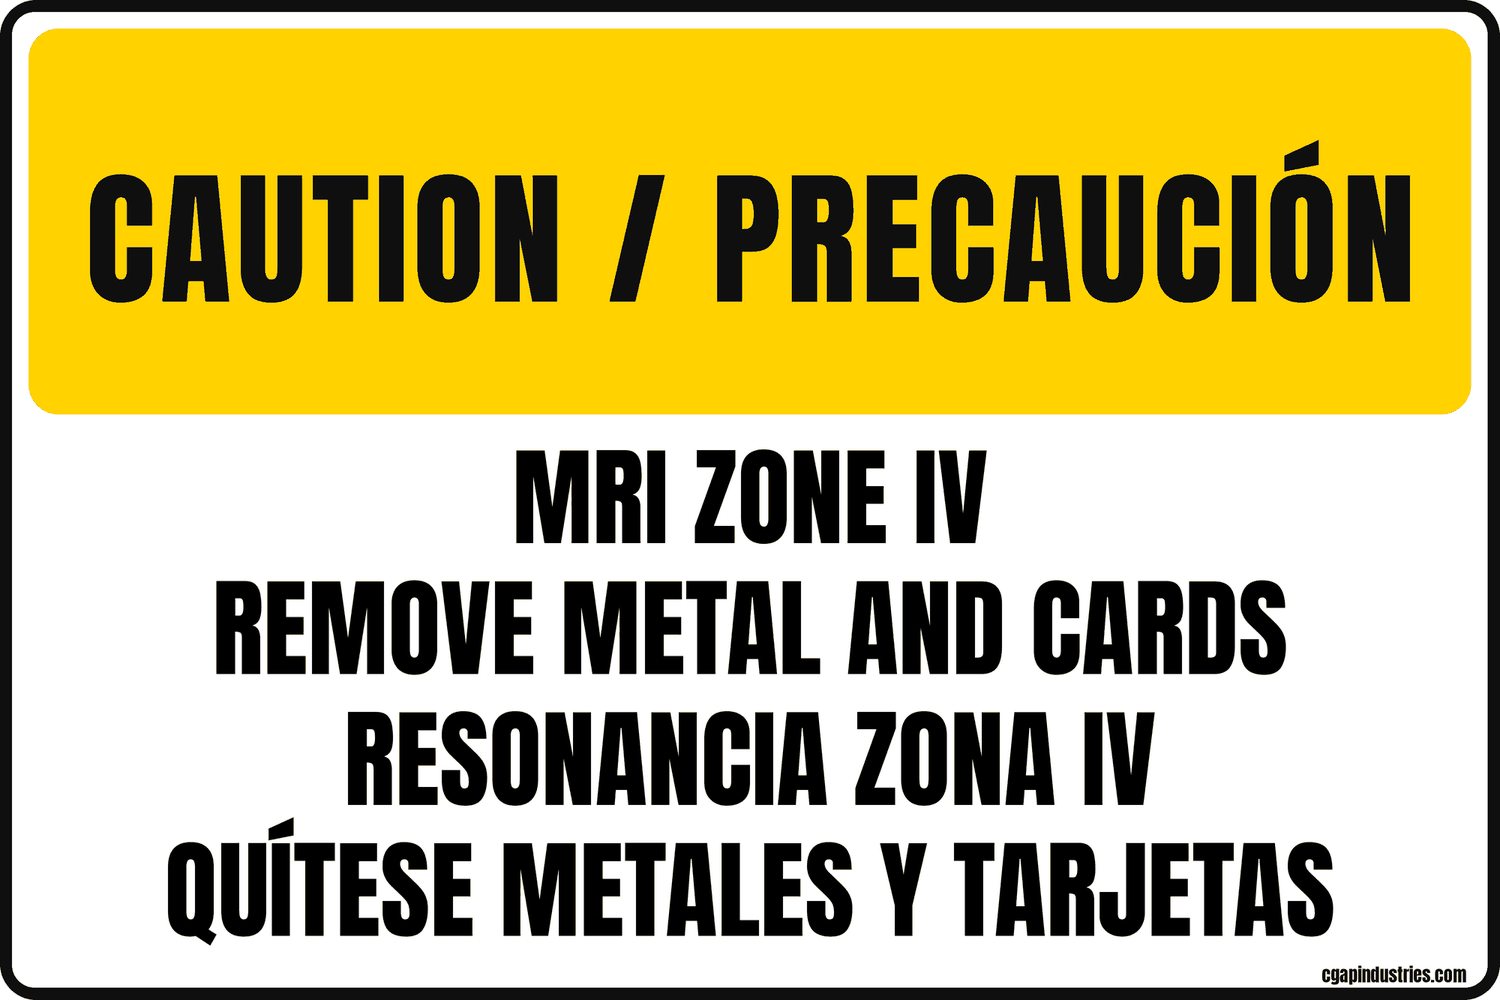 CAUTION / PRECAUCIÓN
MRI ZONE IV
REMOVE METAL AND CARDS
RESONANCIA ZONA IV
QUÍTESE METALES Y TARJETAS
cgapindustries.com